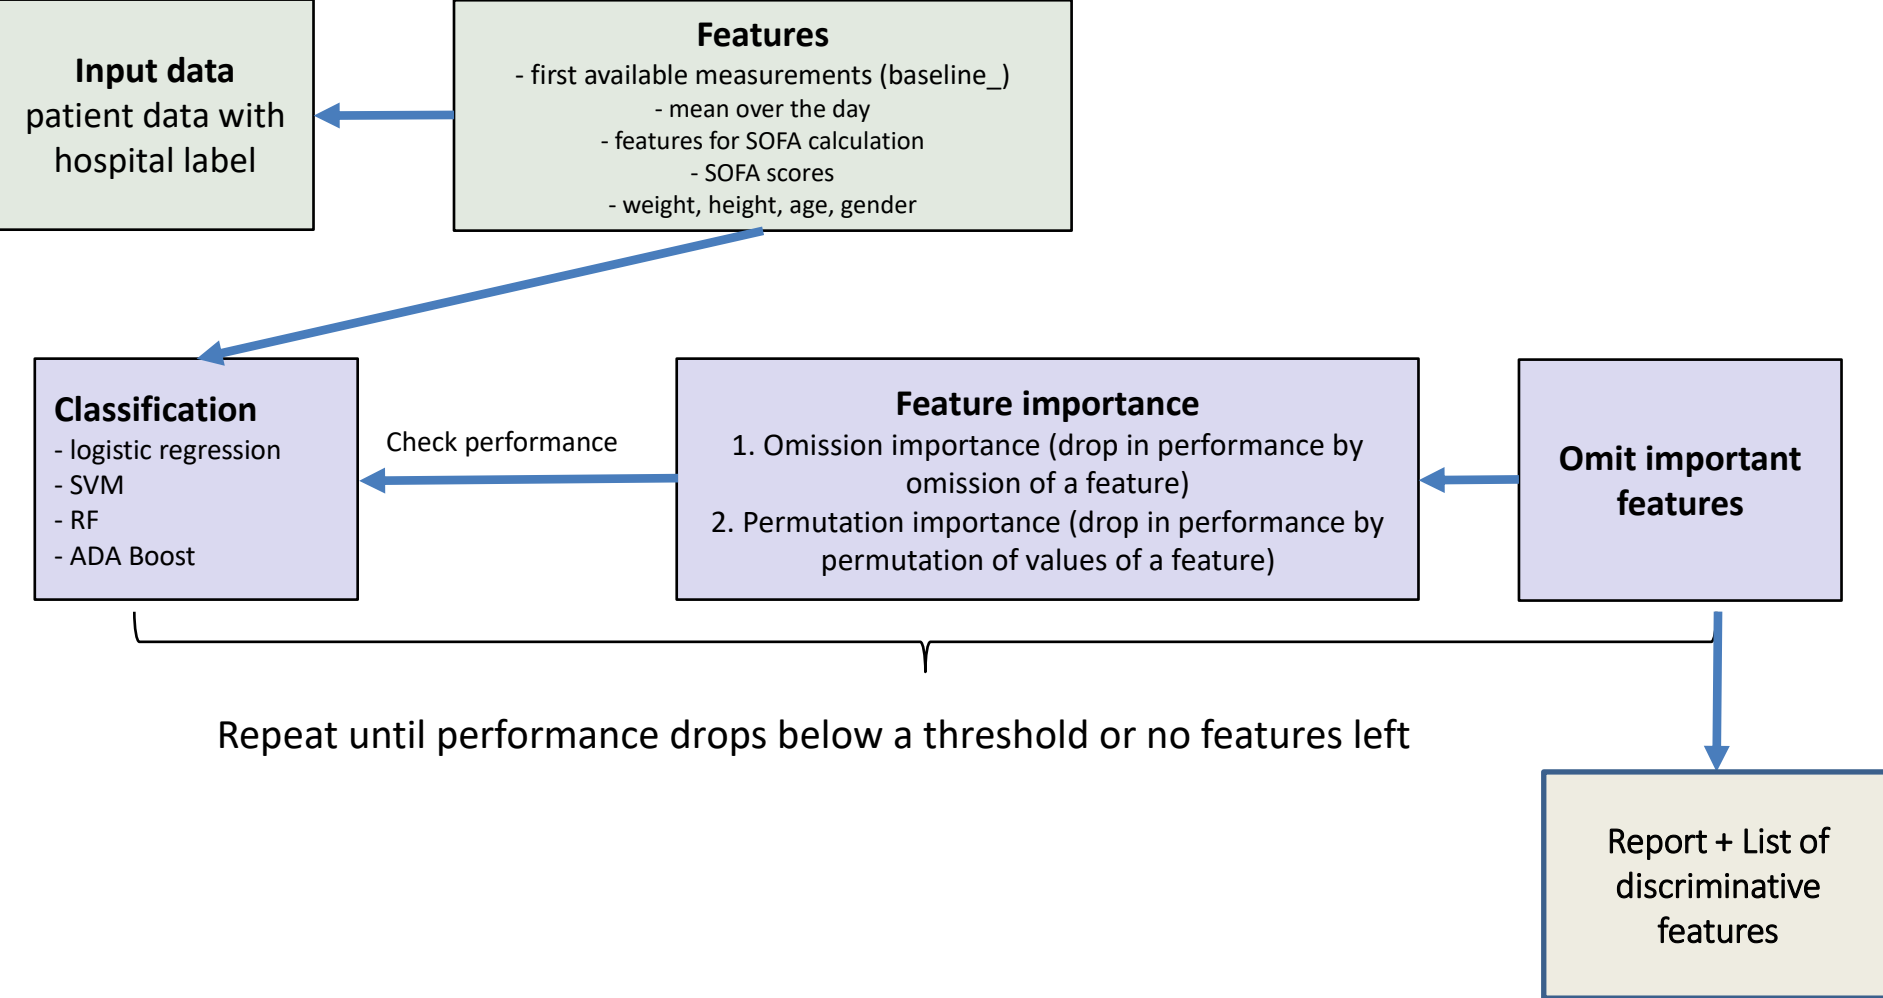 Input data
patient data with
hospital label
Features
- first available measurements (baseline_)
- mean over the day
- features for SOFA calculation
- SOFA scores
- weight, height, age, gender
Classification
- logistic regression
- SVM
- RF
- ADA Boost
Check performance
Feature importance
1. Omission importance (drop in performance by
omission of a feature)
2. Permutation importance (drop in performance by
permutation of values of a feature)
Omit important
features
Repeat until performance drops below a threshold or no features left
Report + List of
discriminative
features